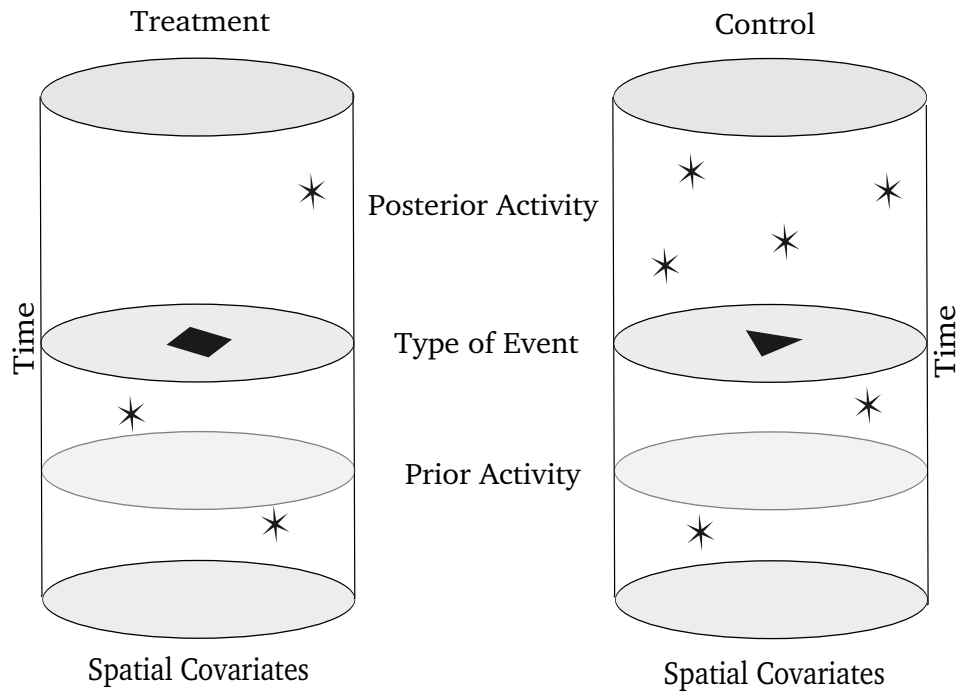 Treatment
Control
Posterior Activity
Time
Type of Event
Time
Prior Activity
Spatial Covariates
Spatial Covariates